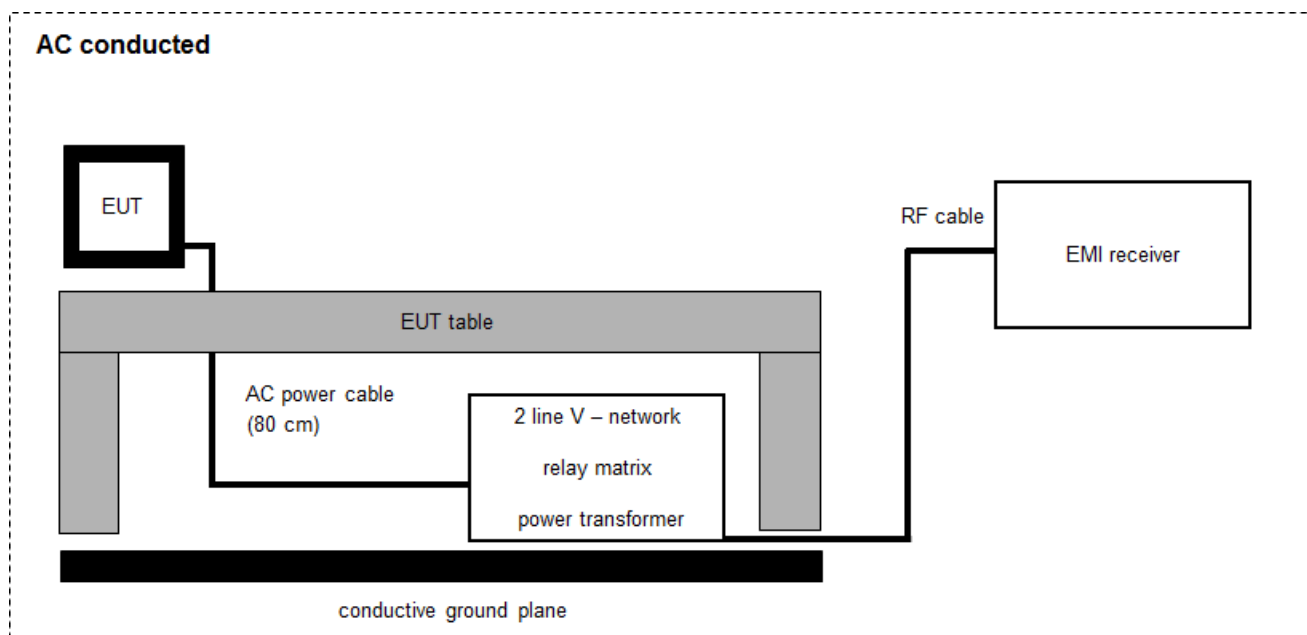 AC conducted
EUT
RF cable
EMI receiver
EUT table
AC power cable
(80 cm)
2 line V – network
relay matrix
power transformer
conductive ground plane